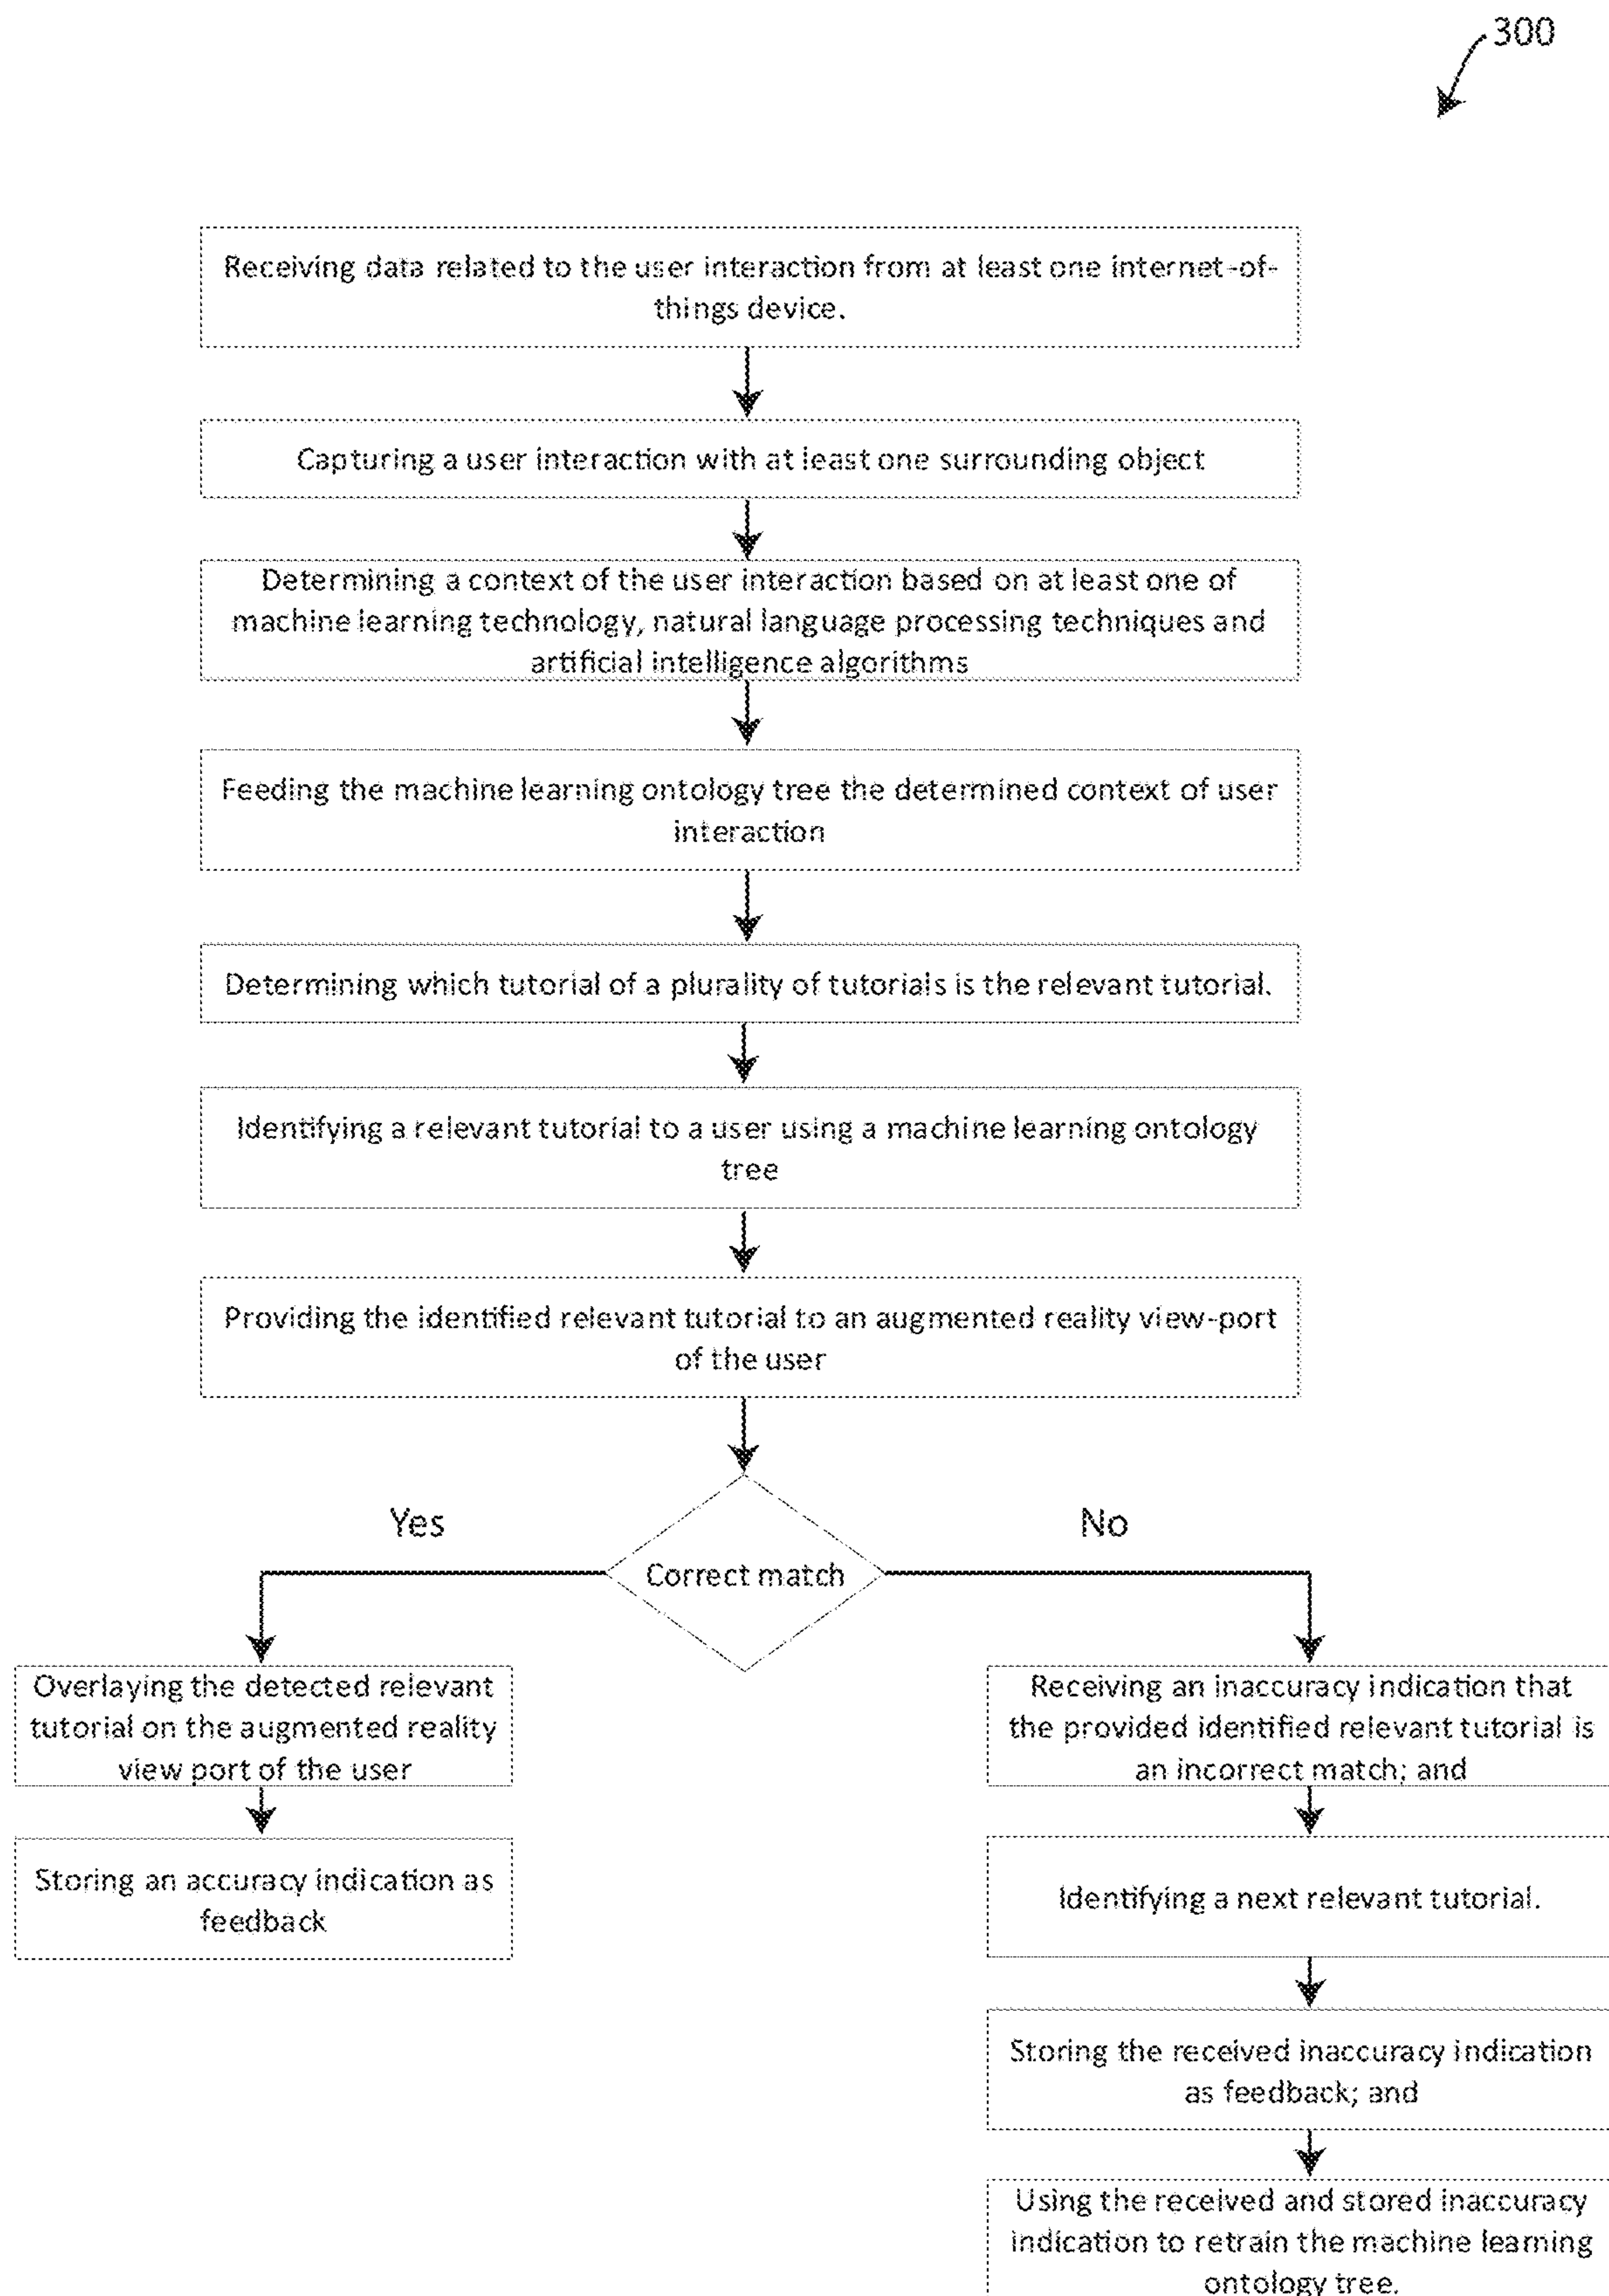 300
Receiving data related to the user interaction from at least one internet-of-
things device.
Capturing a user interaction with at least one surrounding object
Determining a context of the user interaction based on at least one of
machine learning technology, natural language processing techniques and
artificial intelligence algorithms
Feeding the machine learning ontology tree the determined context of user
interaction
Determining which tutorial of a plurality of tutorials is the relevant tutorial.
Identifying a relevant tutorial to a user using a machine learning ontology
tree
Providing the identified relevant tutorial to an augmented reality view-port
of the user
Correct match
Yes
No
Overlaying the detected relevant
tutorial on the augmented reality
view port of the user
Storing an accuracy indication as
feedback
Receiving an inaccuracy indication that
the provided identified relevant tutorial is
an incorrect match; and
Identifying a next relevant tutorial.
Storing the received inaccuracy indication
as feedback; and
Using the received and stored inaccuracy
indication to retrain the machine learning
ontology tree.